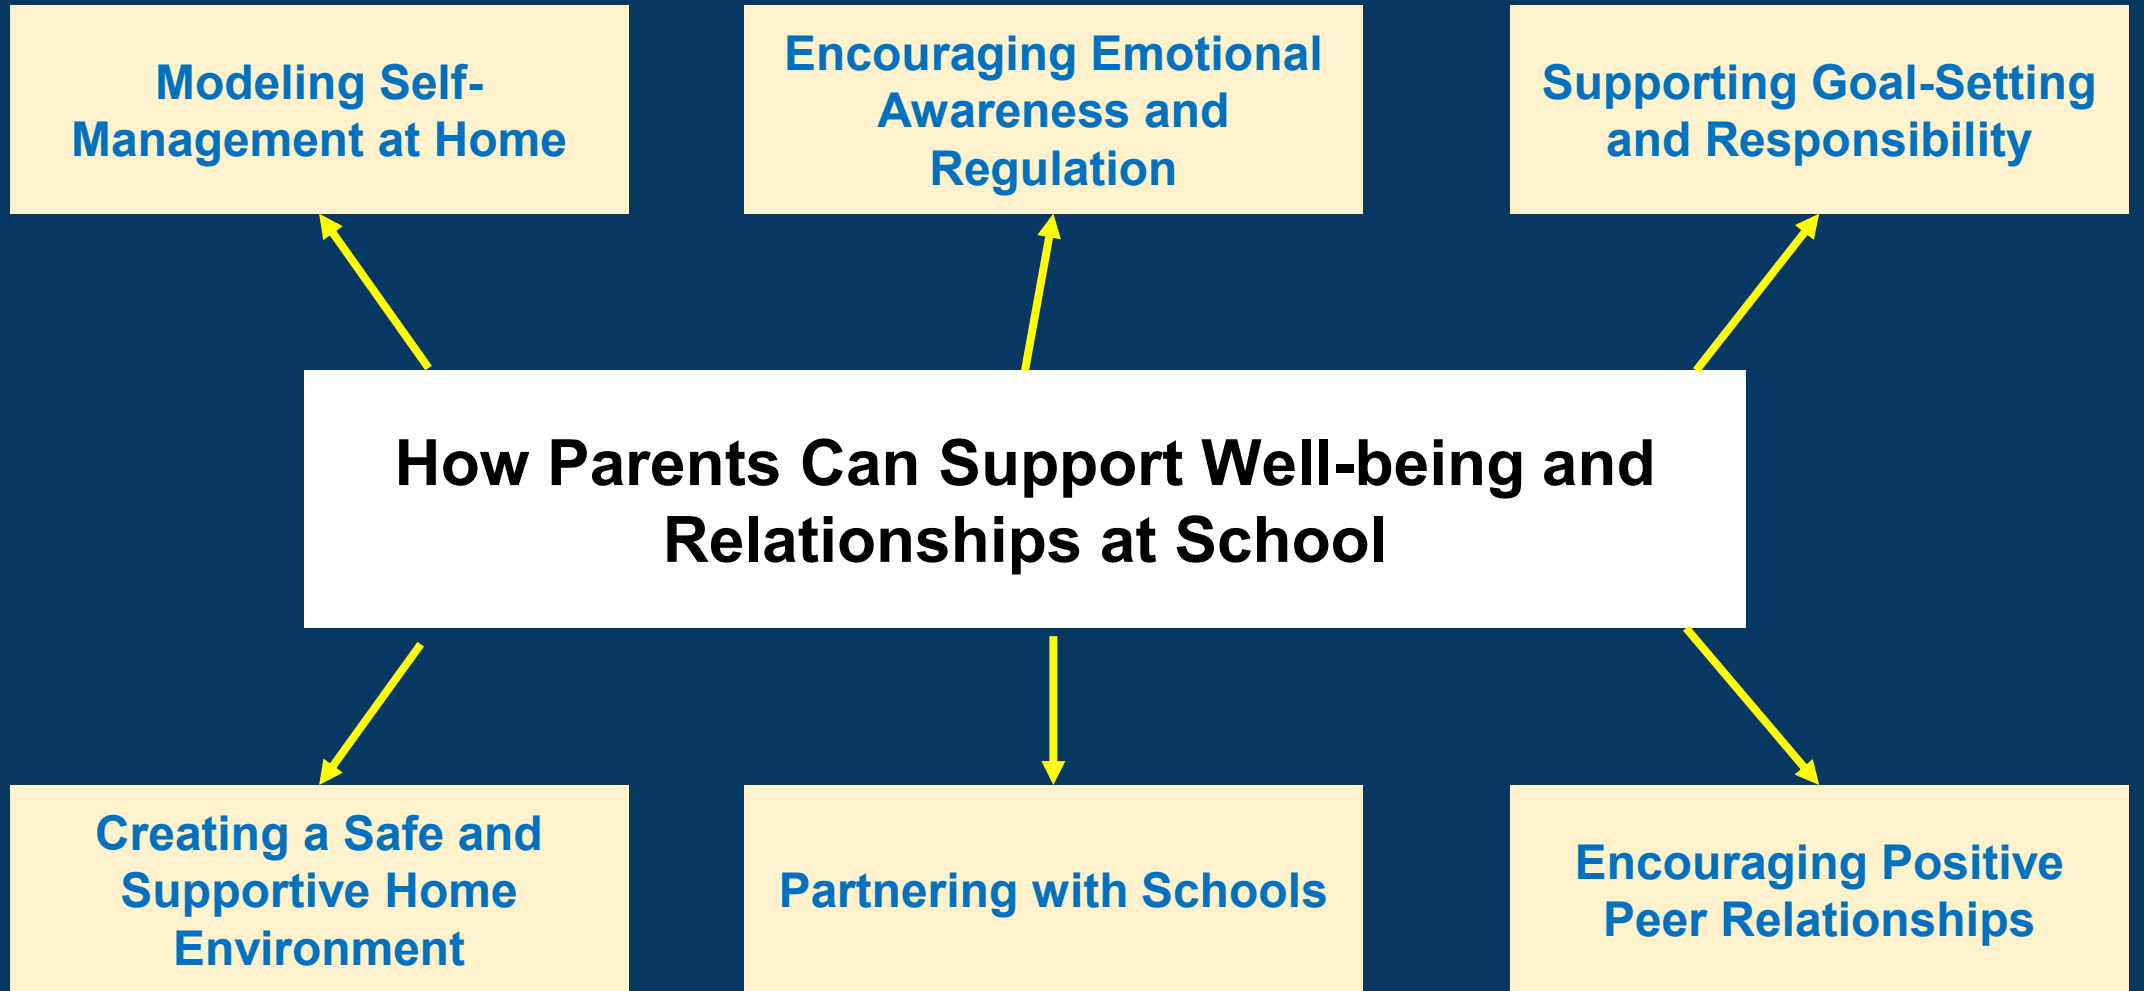 Modeling Self-
Management at Home
Encouraging Emotional
Awareness and
Regulation
Supporting Goal-Setting
and Responsibility
How Parents Can Support Well-being and
Relationships at School
Creating a Safe and
Supportive Home
Environment
Partnering with Schools
Encouraging Positive
Peer Relationships